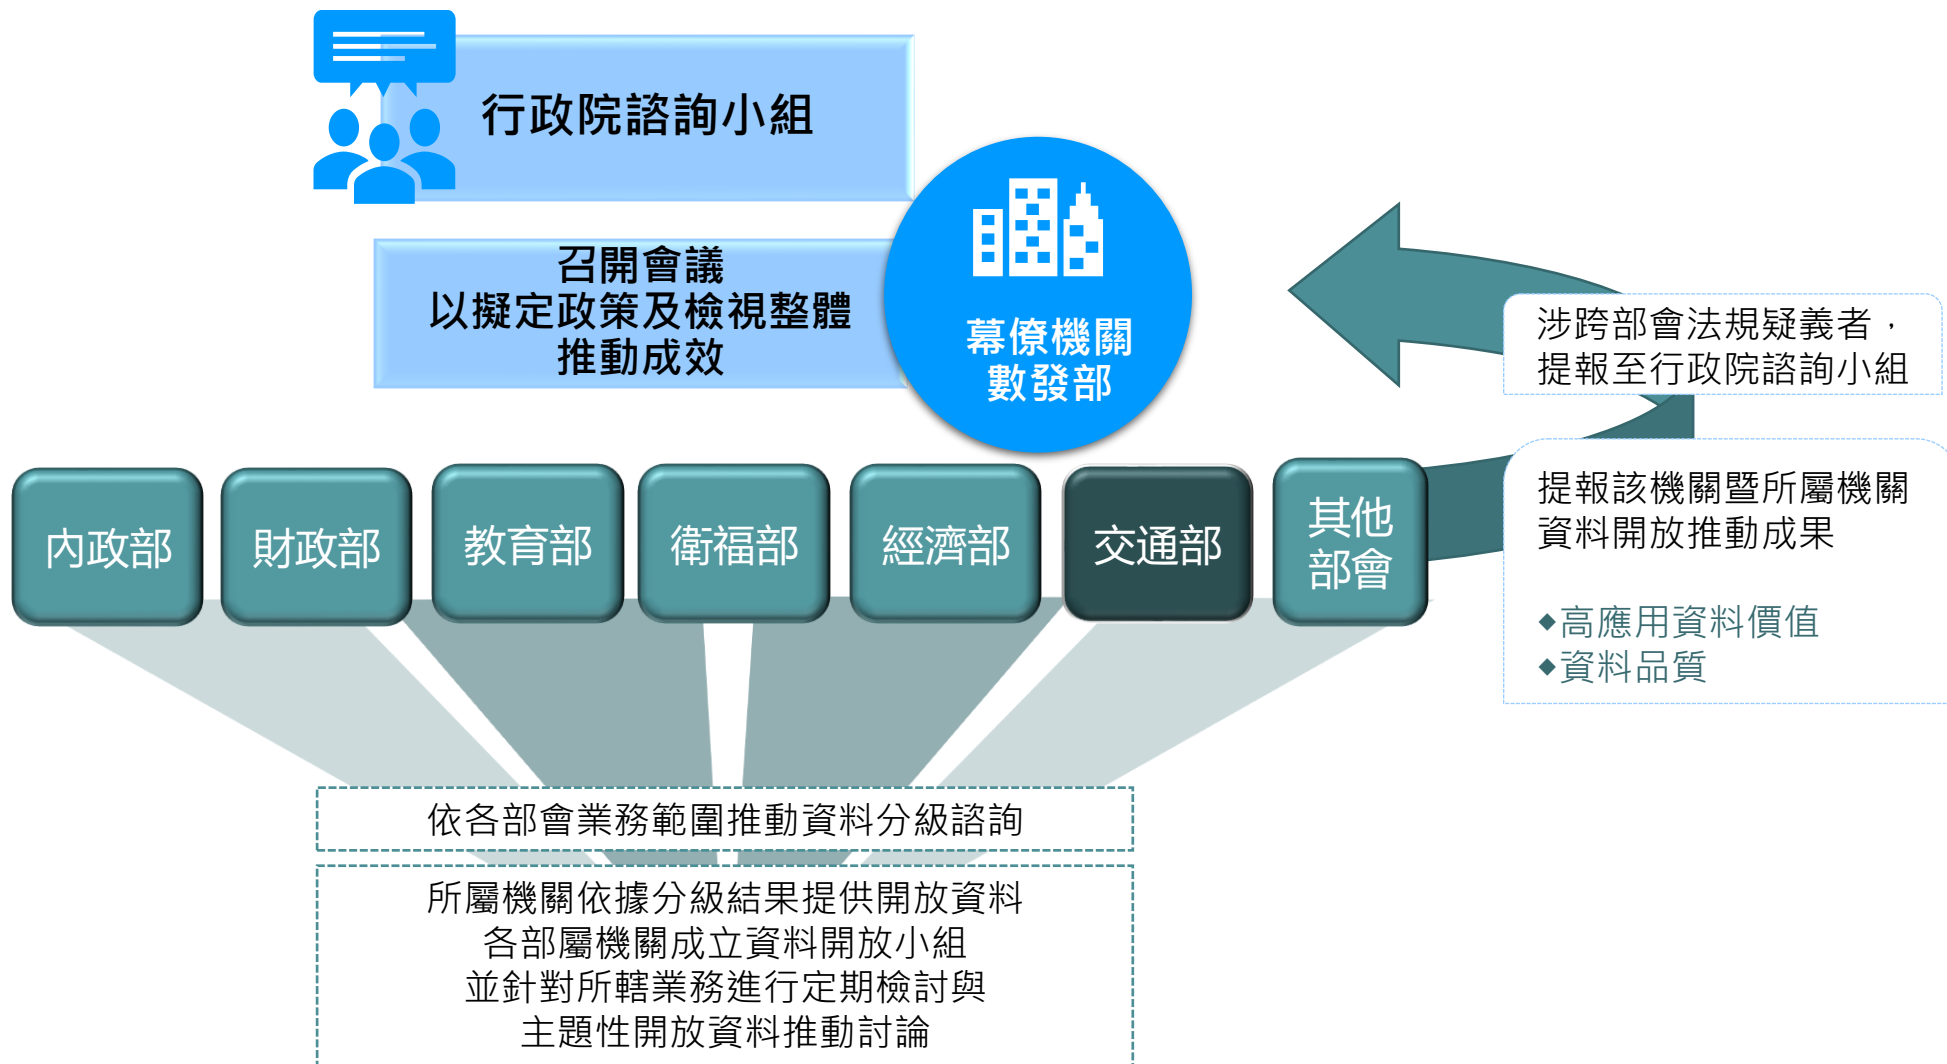 行政院諮詢小組
召開會議
以擬定政策及檢視整體
推動成效
幕僚機關
數發部
涉跨部會法規疑義者，
提報至行政院諮詢小組
內政部
財政部
教育部
衛福部
經濟部
交通部
其他
部會
提報該機關暨所屬機關
資料開放推動成果
◆高應用資料價值
◆資料品質
依各部會業務範圍推動資料分級諮詢
所屬機關依據分級結果提供開放資料
各部屬機關成立資料開放小組
並針對所轄業務進行定期檢討與
主題性開放資料推動討論